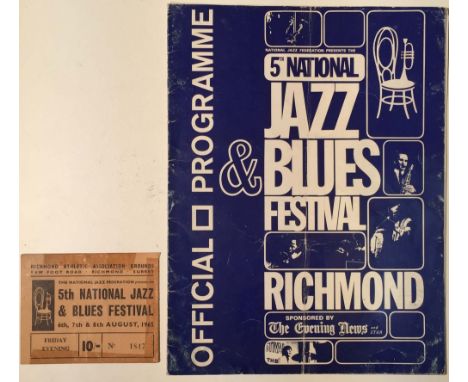 OFFICIAL PROGRAMME
NATIONAL JAZZ FEDERATION PRESENTS THE
5TH NATIONAL
JAZZ
& BLUES
FESTIVAL
RICHMOND
SPONSORED BY
The Evening News and
STAR
THE
RICHMOND ATHLETIC ASSOCIATION GROUNDS
KEW FOOT ROAD · RICHMOND · SURREY
THE NATIONAL JAZZ FEDERATION
5th NATIONAL JAZZ
& BLUES FESTIVAL
6th, 7th & 8th AUGUST, 1965
FRIDAY
EVENING
10/-
Nº 1817